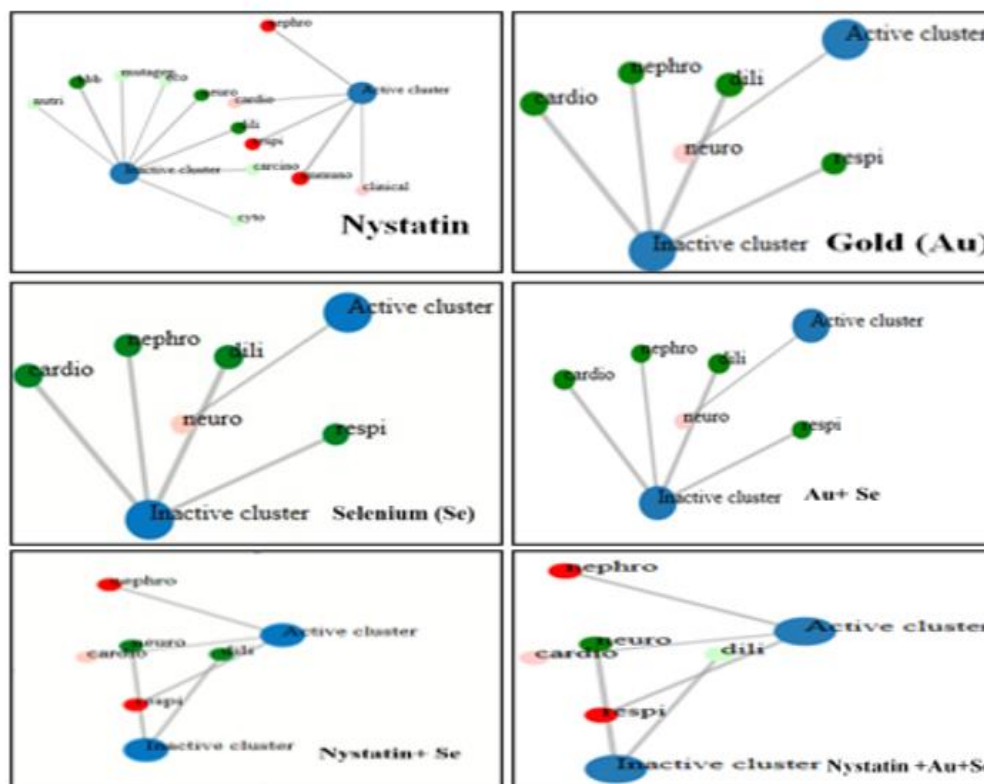 nephro
bbb
mutagen
eco
nutri
neuro
cardio
Active cluster
dili
respi
Inactive cluster
carcino
immuno
clinical
cyto
Nystatin
Active cluster
nephro
dili
cardio
neuro
respi
Inactive cluster
Gold (Au)
Active cluster
nephro
dili
cardio
neuro
respi
Inactive cluster
Selenium (Se)
Active cluster
nephro
dili
cardio
neuro
respi
Inactive cluster
Au+ Se
nephro
Active cluster
neuro
cardio
dili
respi
Inactive cluster
Nystatin+ Se
nephro
Active cluster
neuro
cardio
dili
respi
Inactive cluster
Nystatin +Au+Se